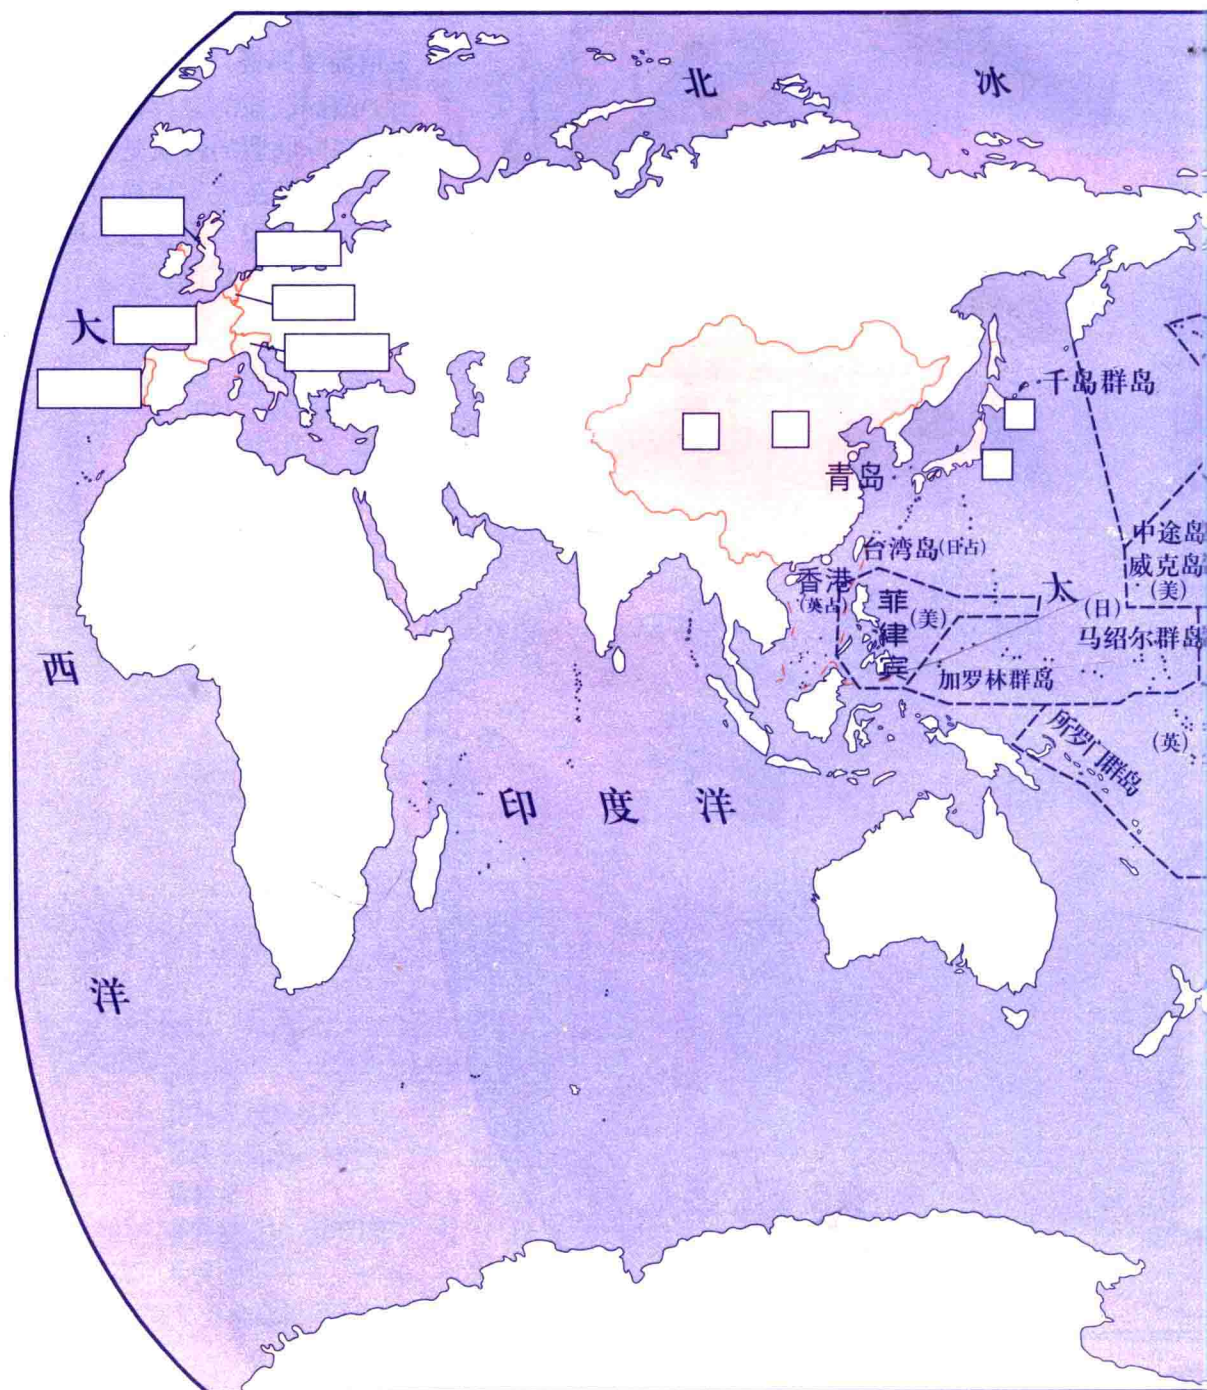 北 冰
大
千岛群岛
青岛
台湾岛(日占)
香港
(英占)
菲律宾
(美)
太
中途岛
威克岛
(美)
(日)
马绍尔群岛
加罗林群岛
所罗门群岛
(英)
西
印 度 洋
洋